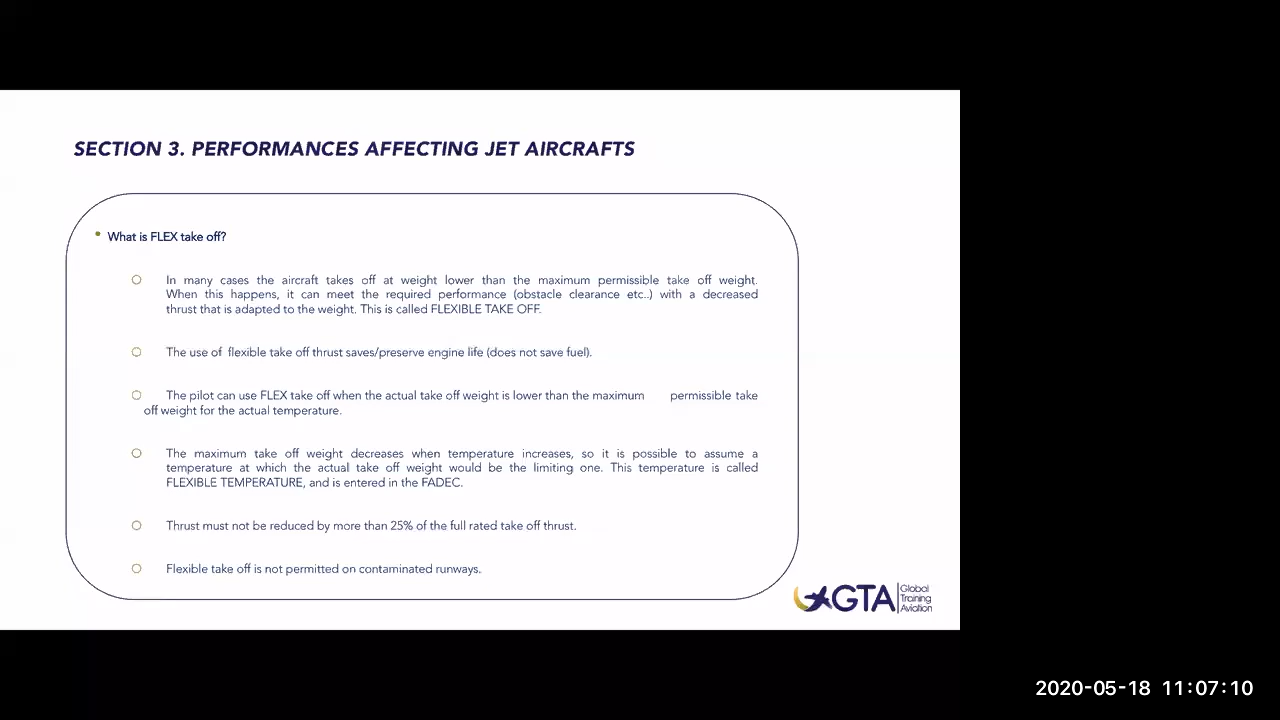 SECTION 3. PERFORMANCES AFFECTING JET AIRCRAFTS
What is FLEX take off?
In many cases the aircraft takes off at weight lower than the maximum permissible take off weight.
When this happens, it can meet the required performance (obstacle clearance etc..) with a decreased
thrust that is adapted to the weight. This is called FLEXIBLE TAKE OFF.
The use of flexible take off thrust saves/preserve engine life (does not save fuel).
The pilot can use FLEX take off when the actual take off weight is lower than the maximum permissible take
off weight for the actual temperature.
The maximum take off weight decreases when temperature increases, so it is possible to assume a
temperature at which the actual take off weight would be the limiting one. This temperature is called
FLEXIBLE TEMPERATURE, and is entered in the FADEC.
Thrust must not be reduced by more than 25% of the full rated take off thrust.
Flexible take off is not permitted on contaminated runways.
GTA
Global
Training
Aviation
2020-05-18 11:07:10